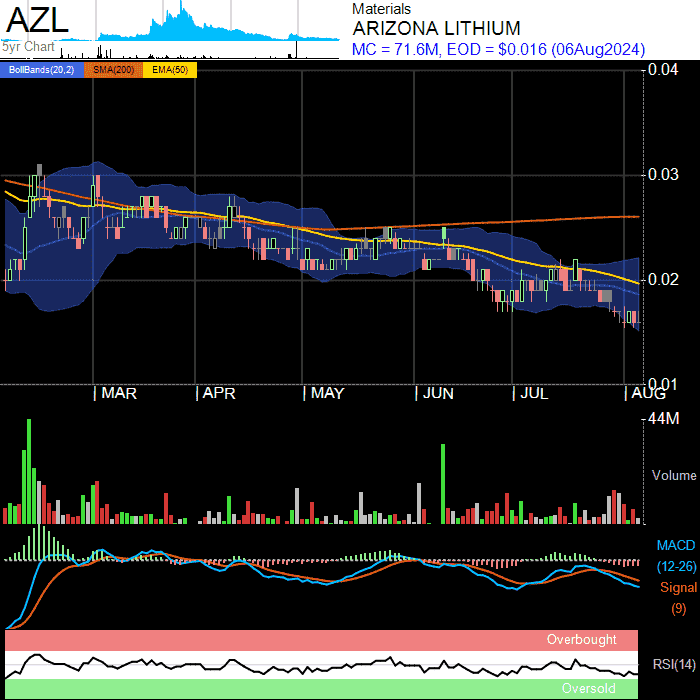 AZL
5yr Chart
Materials
ARIZONA LITHIUM
MC = 71.6M, EOD = $0.016 (06Aug2024)
BollBands(20,2) SMA(200) EMA(50)
0.04
0.03
0.02
0.01
| MAR | APR | MAY | JUN | JUL | AUG
44M
Volume
MACD
(12-26)
Signal
(9)
Overbought
RSI(14)
Oversold